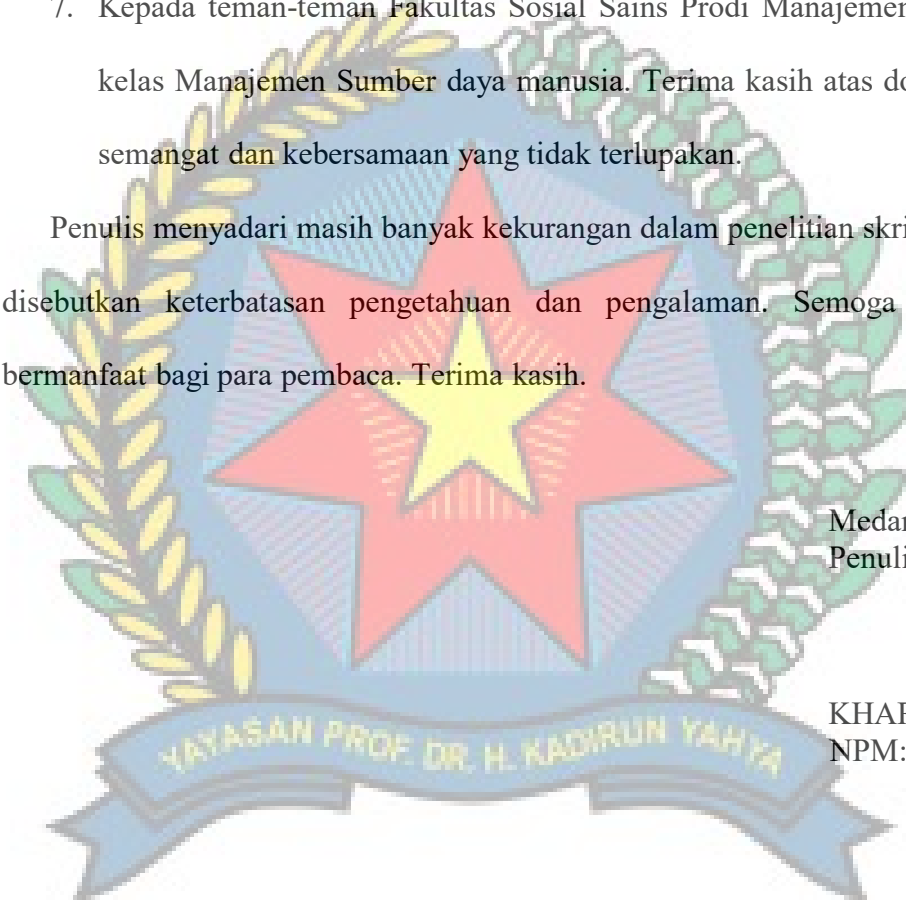 7. Kepada teman-teman Fakultas Sosial Sains Prodi Manajemen
kelas Manajemen Sumber daya manusia. Terima kasih atas do
semangat dan kebersamaan yang tidak terlupakan.
Penulis menyadari masih banyak kekurangan dalam penelitian skri
disebutkan keterbatasan pengetahuan dan pengalaman. Semoga
bermanfaat bagi para pembaca. Terima kasih.
Medan
Penuli
KHAR
NPM:
YAYASAN PROF. DR. H. KADIRUN YAHYA